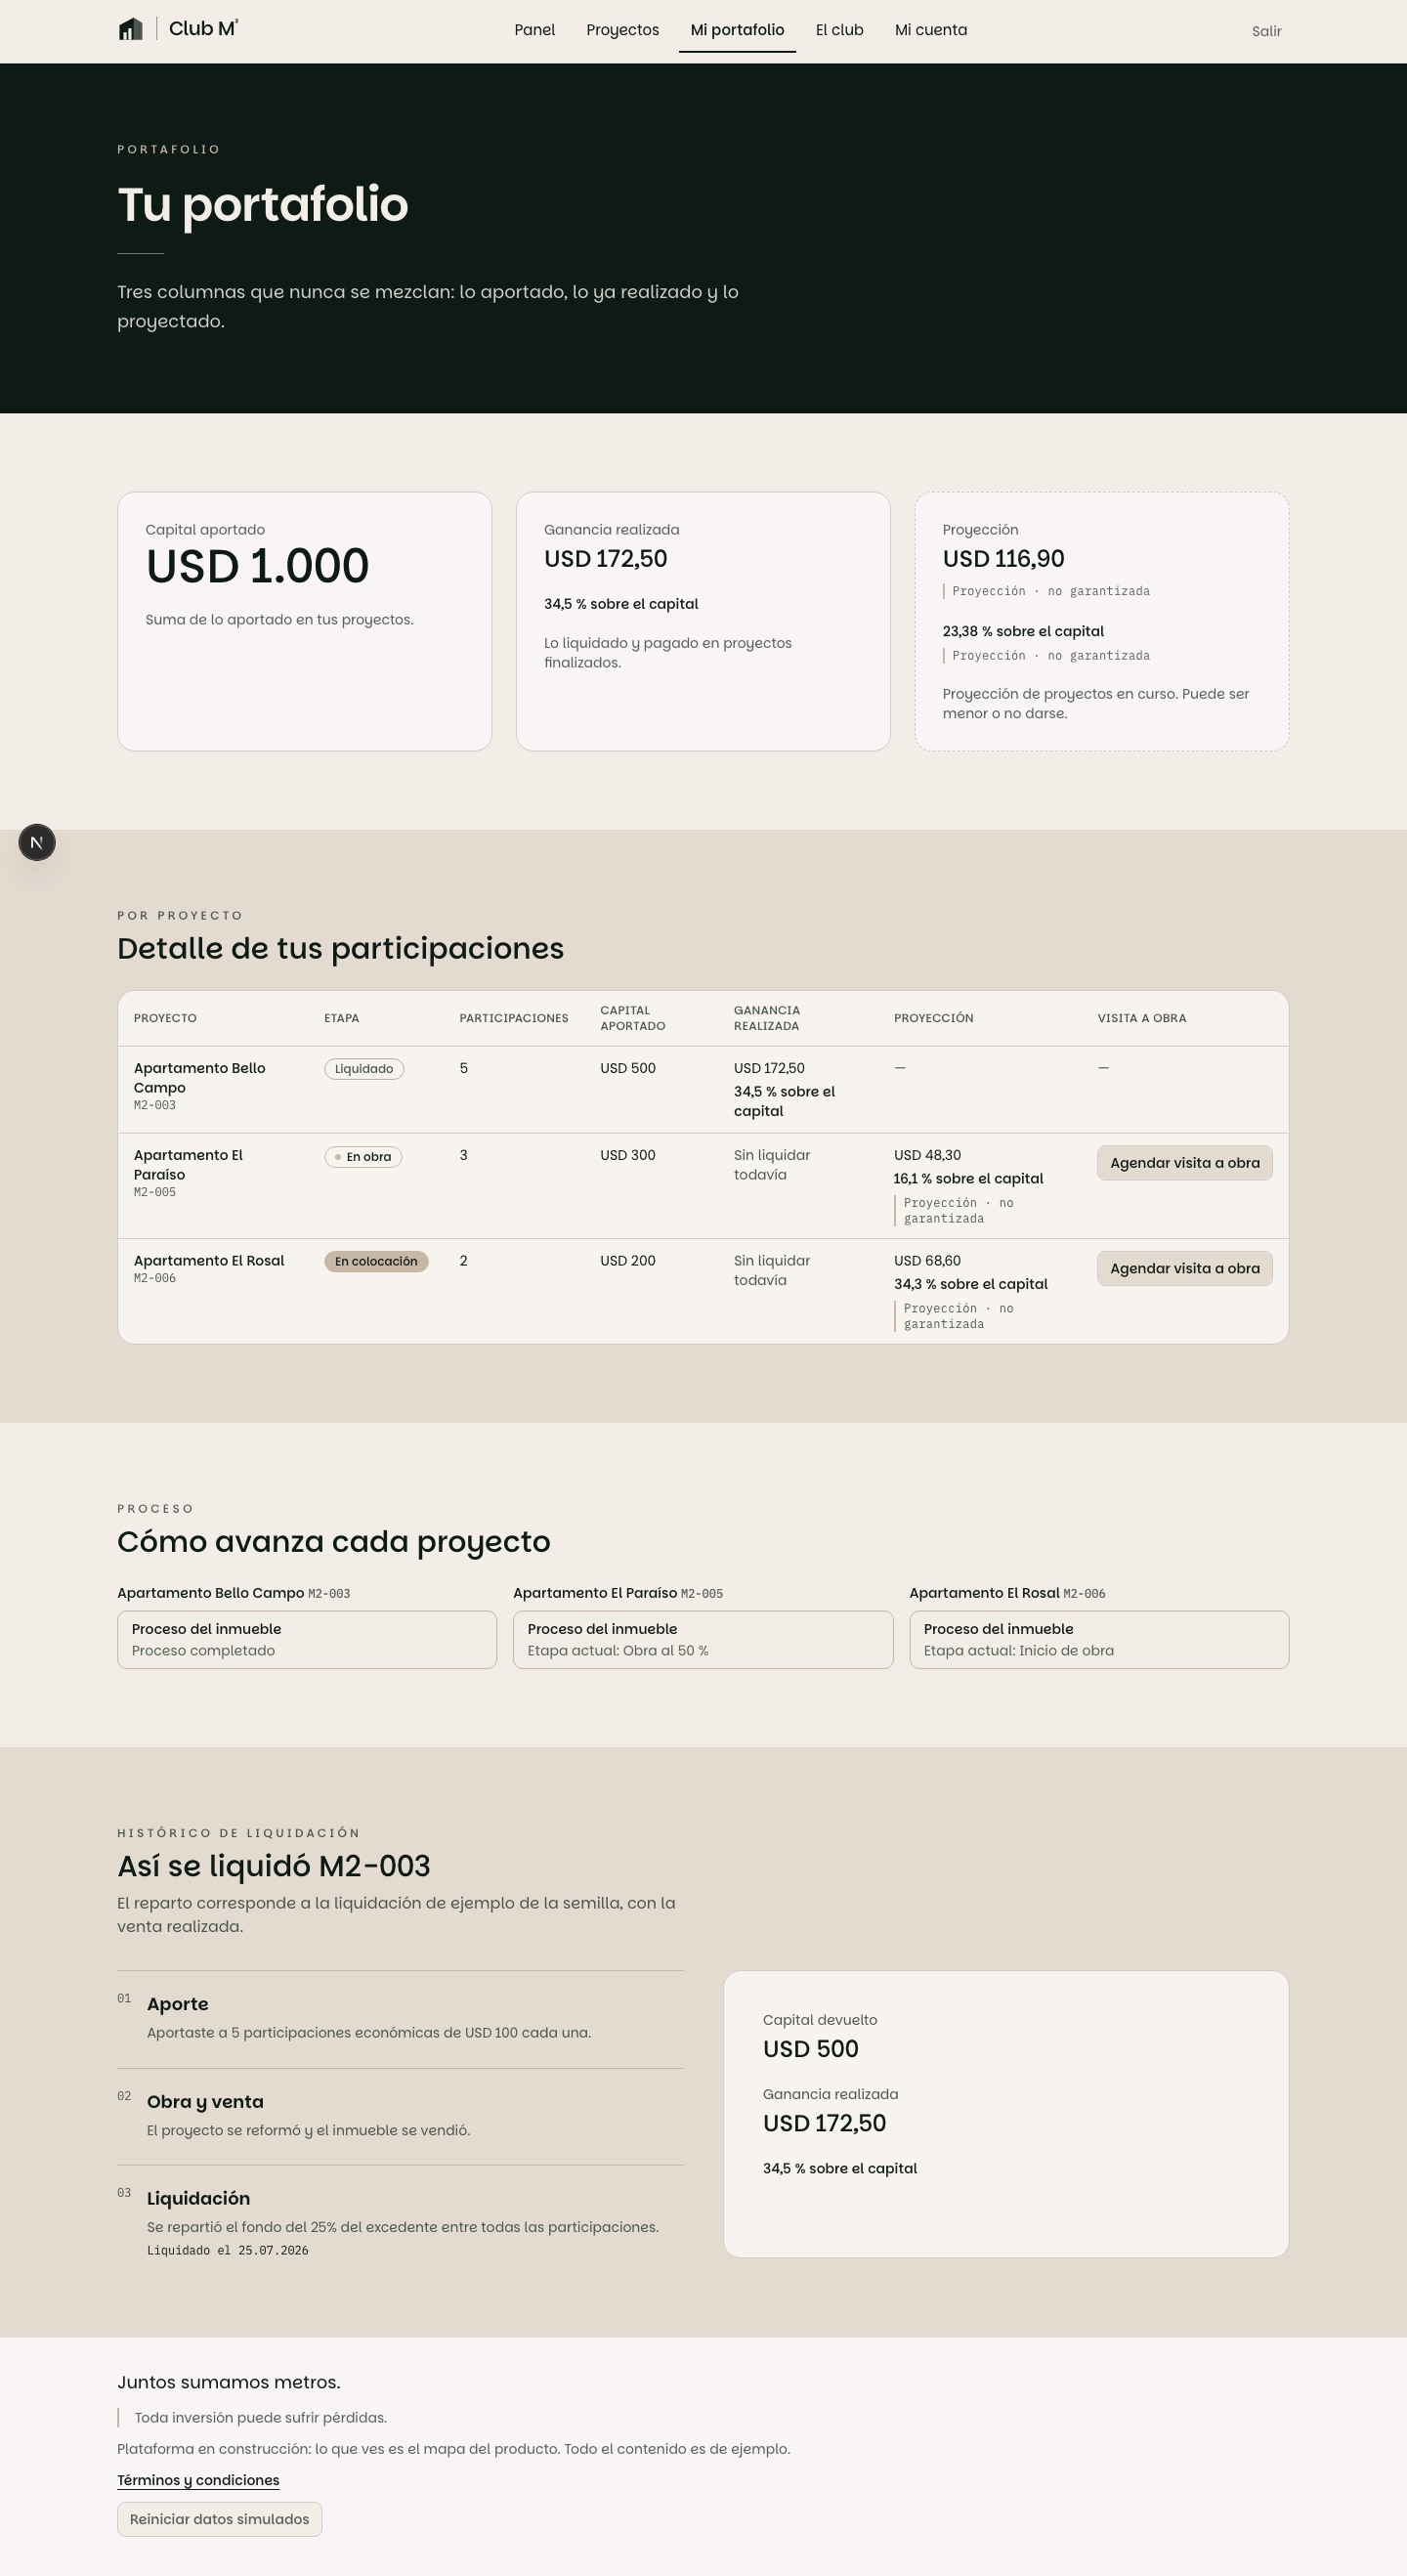 Club M²
Panel
Proyectos
Mi portafolio
El club
Mi cuenta
Salir
PORTAFOLIO
Tu portafolio
Tres columnas que nunca se mezclan: lo aportado, lo ya realizado y lo
proyectado.
Capital aportado
USD 1.000
Suma de lo aportado en tus proyectos.
Ganancia realizada
USD 172,50
34,5 % sobre el capital
Lo liquidado y pagado en proyectos
finalizados.
Proyección
USD 116,90
Proyección · no garantizada
23,38 % sobre el capital
Proyección · no garantizada
Proyección de proyectos en curso. Puede ser
menor o no darse.
N
POR PROYECTO
Detalle de tus participaciones
PROYECTO
ETAPA
PARTICIPACIONES
CAPITAL
APORTADO
GANANCIA
REALIZADA
PROYECCIÓN
VISITA A OBRA
Apartamento Bello
Campo
M2-003
Liquidado
5
USD 500
USD 172,50
34,5 % sobre el
capital
—
—
Apartamento El
Paraíso
M2-005
En obra
3
USD 300
Sin liquidar
todavía
USD 48,30
16,1 % sobre el capital
Proyección · no
garantizada
Agendar visita a obra
Apartamento El Rosal
M2-006
En colocación
2
USD 200
Sin liquidar
todavía
USD 68,60
34,3 % sobre el capital
Proyección · no
garantizada
Agendar visita a obra
PROCESO
Cómo avanza cada proyecto
Apartamento Bello Campo M2-003
Proceso del inmueble
Proceso completado
Apartamento El Paraíso M2-005
Proceso del inmueble
Etapa actual: Obra al 50 %
Apartamento El Rosal M2-006
Proceso del inmueble
Etapa actual: Inicio de obra
HISTÓRICO DE LIQUIDACIÓN
Así se liquidó M2-003
El reparto corresponde a la liquidación de ejemplo de la semilla, con la
venta realizada.
01
Aporte
Aportaste a 5 participaciones económicas de USD 100 cada una.
02
Obra y venta
El proyecto se reformó y el inmueble se vendió.
03
Liquidación
Se repartió el fondo del 25% del excedente entre todas las participaciones.
Liquidado el 25.07.2026
Capital devuelto
USD 500
Ganancia realizada
USD 172,50
34,5 % sobre el capital
Juntos sumamos metros.
Toda inversión puede sufrir pérdidas.
Plataforma en construcción: lo que ves es el mapa del producto. Todo el contenido es de ejemplo.
Términos y condiciones
Reiniciar datos simulados